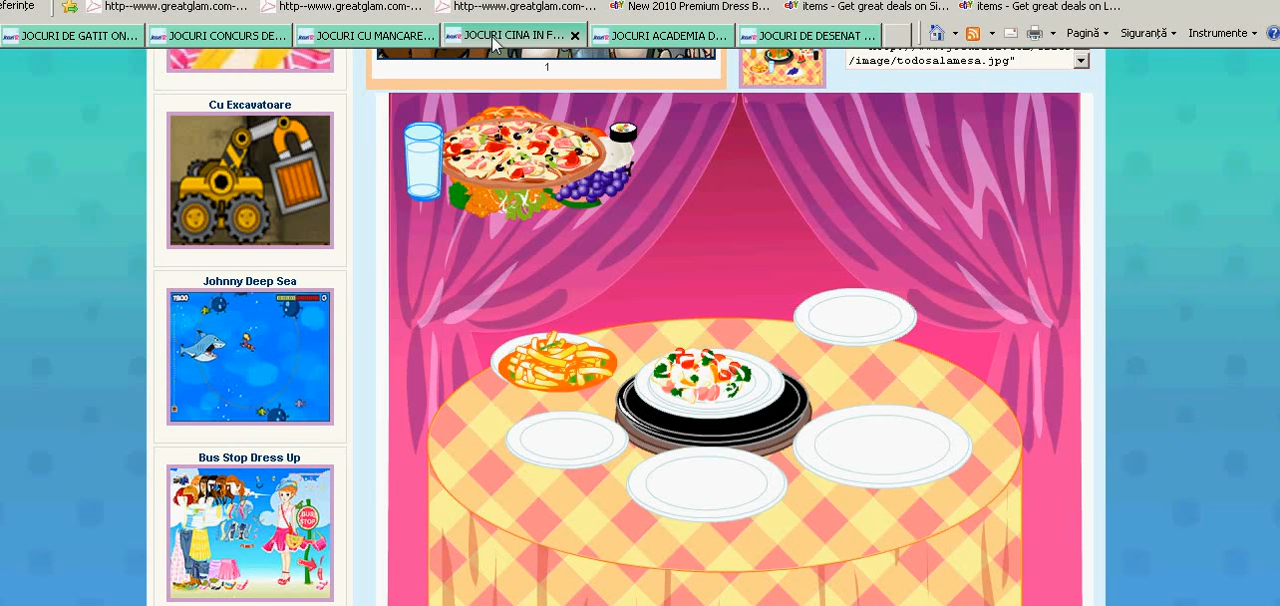 eferințe
http--www.greatglam.com-...
http--www.greatglam.com-...
http--www.greatglam.com-...
New 2010 Premium Dress B...
items - Get great deals on Si...
items - Get great deals on L...
JOCURI DE GATIT ON...
JOCURI CONCURS DE...
JOCURI CU MANCARE...
JOCURI CINA IN F...
JOCURI ACADEMIA D...
JOCURI DE DESENAT ...
Pagină
Siguranță
Instrumente
/image/todosalamesa.jpg"
1
Cu Excavatoare
Johnny Deep Sea
Bus Stop Dress Up
BUS
STOP